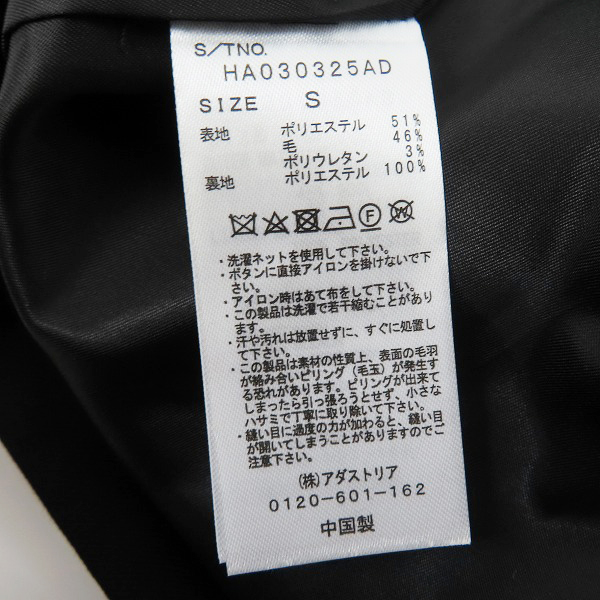 S/TNO.
HA030325AD
SIZE S
表地 ポリエステル 51%
毛 46%
ポリウレタン 3%
裏地 ポリエステル 100%
・洗濯ネットを使用して下さい。
・ボタンに直接アイロンを掛けないで下
さい。
・アイロン時はあて布をして下さい。
・この製品は洗濯で若干縮むことがあり
ます。
・汗や汚れは放置せずに、すぐに処置し
て下さい。
・この製品は素材の性質上、表面の毛羽
が絡み合いピリング(毛玉)が発生す
る恐れがあります。ピリングが出来て
しまったら引っ張ろうとせず、小さな
ハサミで丁寧に取り除いて下さい。
・縫い目に過度の力が加わると、縫い目
が開いてしまうことがありますのでご
注意下さい。
(株)アダストリア
0120-601-162
中国製